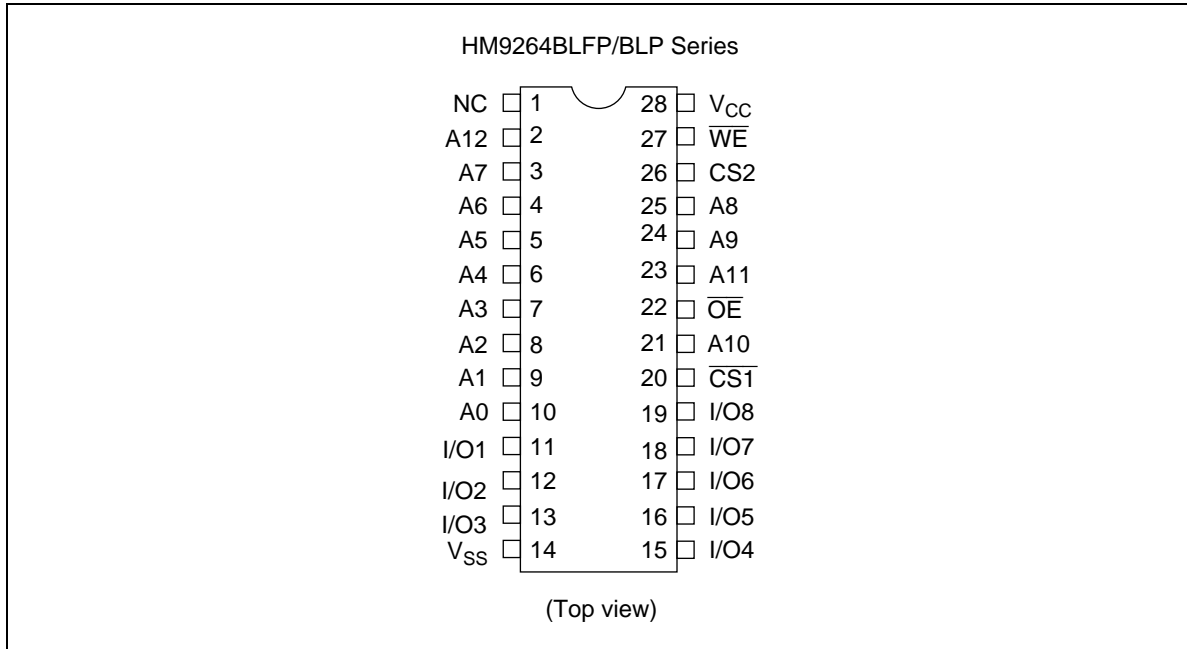 HM9264BLFP/BLP Series
NC 1 28 VCC
A12 2 27 W̅E̅
A7 3 26 CS2
A6 4 25 A8
A5 5 24 A9
A4 6 23 A11
A3 7 22 O̅E̅
A2 8 21 A10
A1 9 20 C̅S̅1̅
A0 10 19 I/O8
I/O1 11 18 I/O7
I/O2 12 17 I/O6
I/O3 13 16 I/O5
VSS 14 15 I/O4
(Top view)